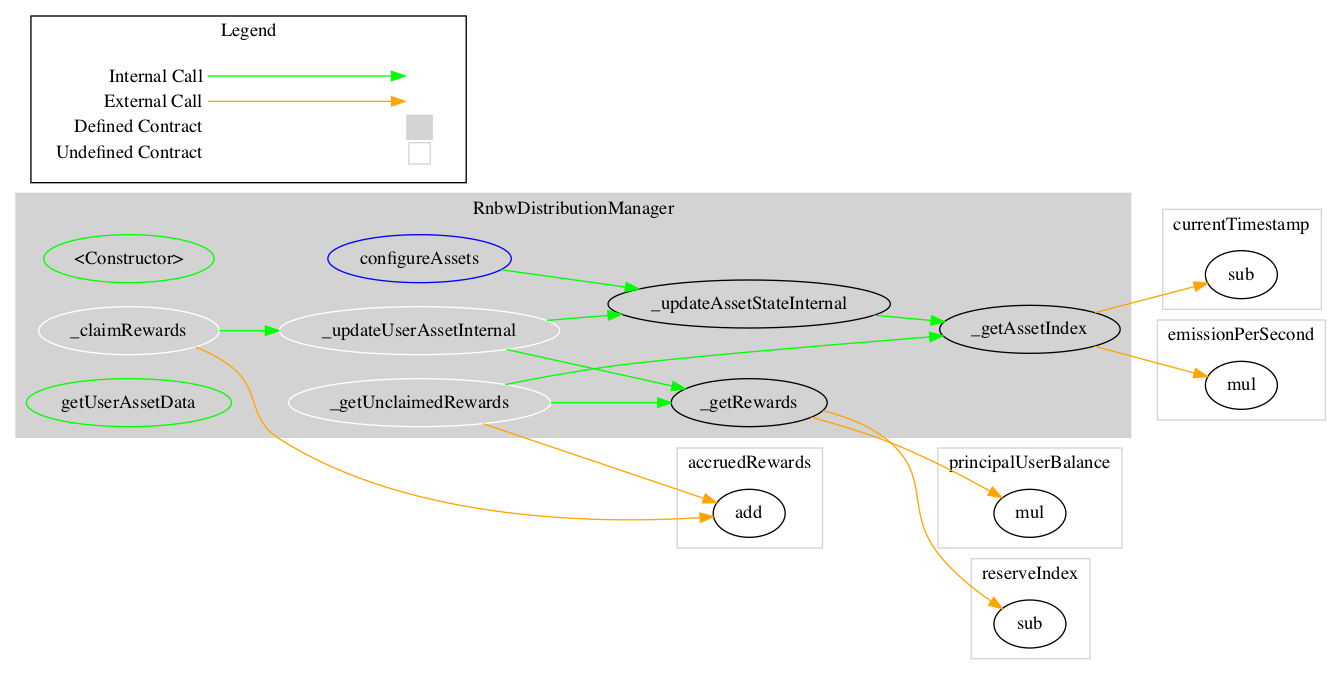 Legend
Internal Call
External Call
Defined Contract
Undefined Contract
RnbwDistributionManager
<Constructor>
configureAssets
_claimRewards
_updateUserAssetInternal
_updateAssetStateInternal
_getAssetIndex
getUserAssetData
_getUnclaimedRewards
_getRewards
currentTimestamp
sub
emissionPerSecond
mul
accruedRewards
add
principalUserBalance
mul
reserveIndex
sub